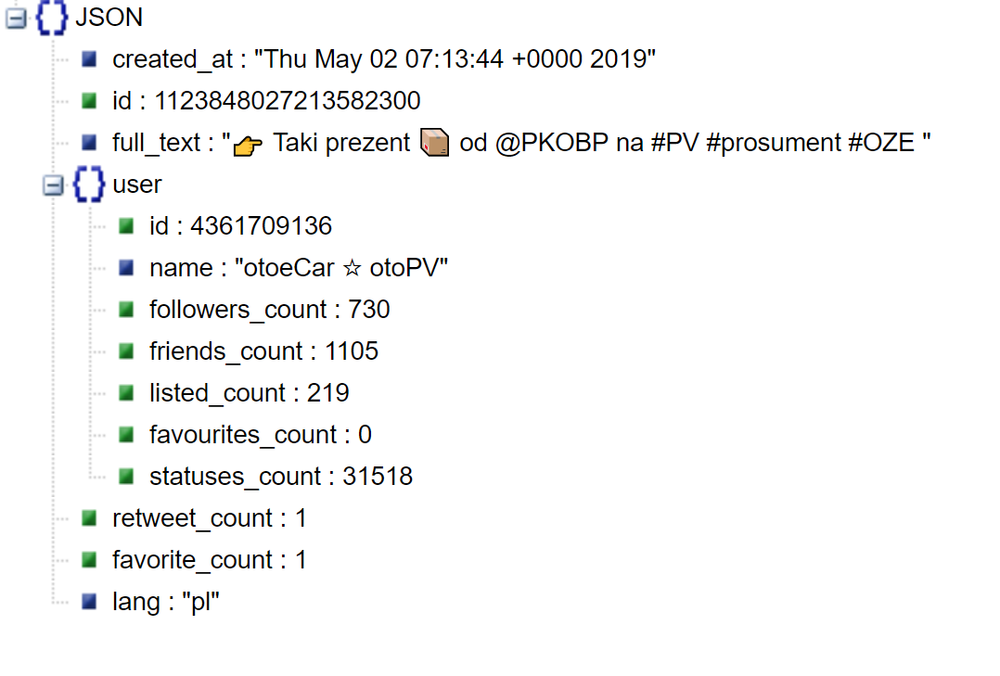 JSON
created_at : "Thu May 02 07:13:44 +0000 2019"
id : 1123848027213582300
full_text : "👉 Taki prezent 📦 od @PKOBP na #PV #prosument #OZE "
user
id : 4361709136
name : "otoeCar ☆ otoPV"
followers_count : 730
friends_count : 1105
listed_count : 219
favourites_count : 0
statuses_count : 31518
retweet_count : 1
favorite_count : 1
lang : "pl"